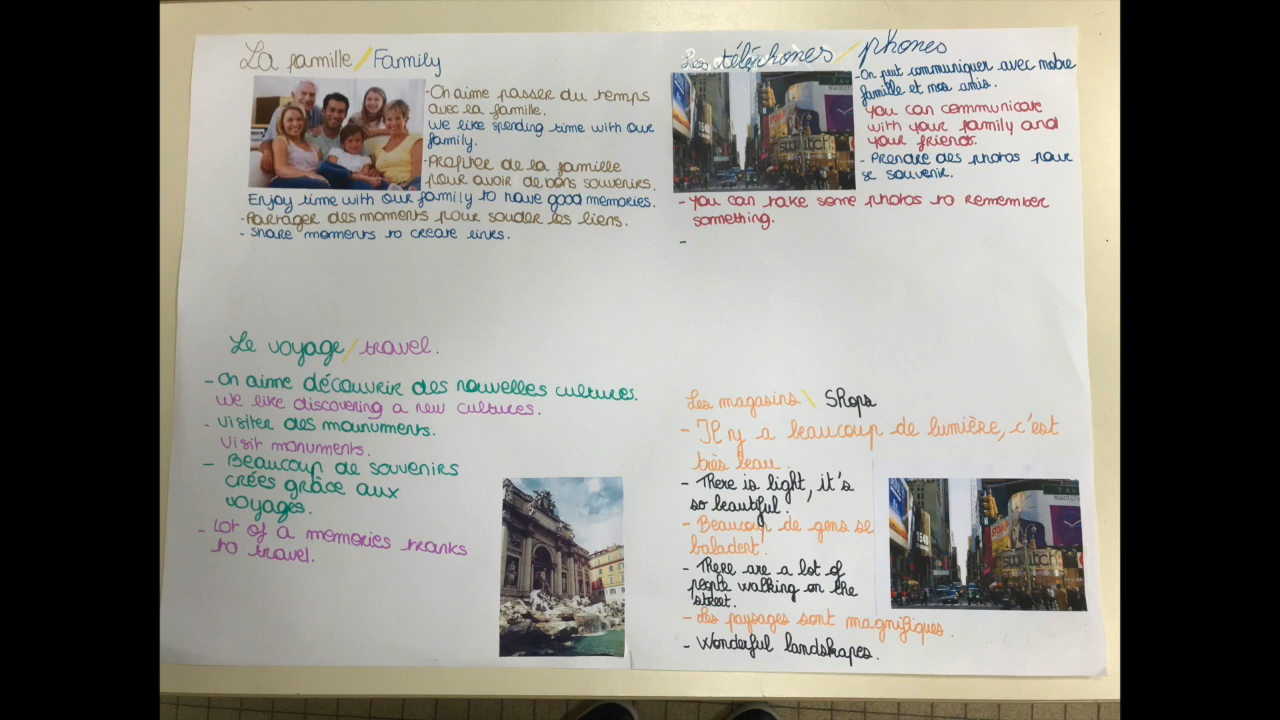 La famille / Family
-On aime passer du temps
avec la famille.
we like spending time with our
family.
-Profiter de la famille
pour avoir de bons souvenirs.
Enjoy time with our family to have good memories.
-Partager des moments pour souder les liens.
- share moments to create links.
Les téléphones / phones
-On peut communiquer avec notre
famille et nos amis.
You can communicate
with your family and
your friends.
- Prendre des photos pour
se souvenir.
- You can take some photos to remember
something.
-
Le voyage / travel.
- On aime découvrir des nouvelles cultures.
We like discovering a new cultures.
- Visiter des mounuments.
Visit monuments.
- Beaucoup de souvenirs
crées grâce aux
voyages.
- Lot of a memories thanks
to travel.
Les magasins \ Shops
- Il ny a beaucoup de lumière, c'est
très beau.
- There is light, it's
so beautiful.
- Beaucoup de gens se
baladent.
- There are a lot of
people walking on the
street.
- Les paysages sont magnifiques.
- Wonderful landskapes.
swatch
1540
swatch
1540